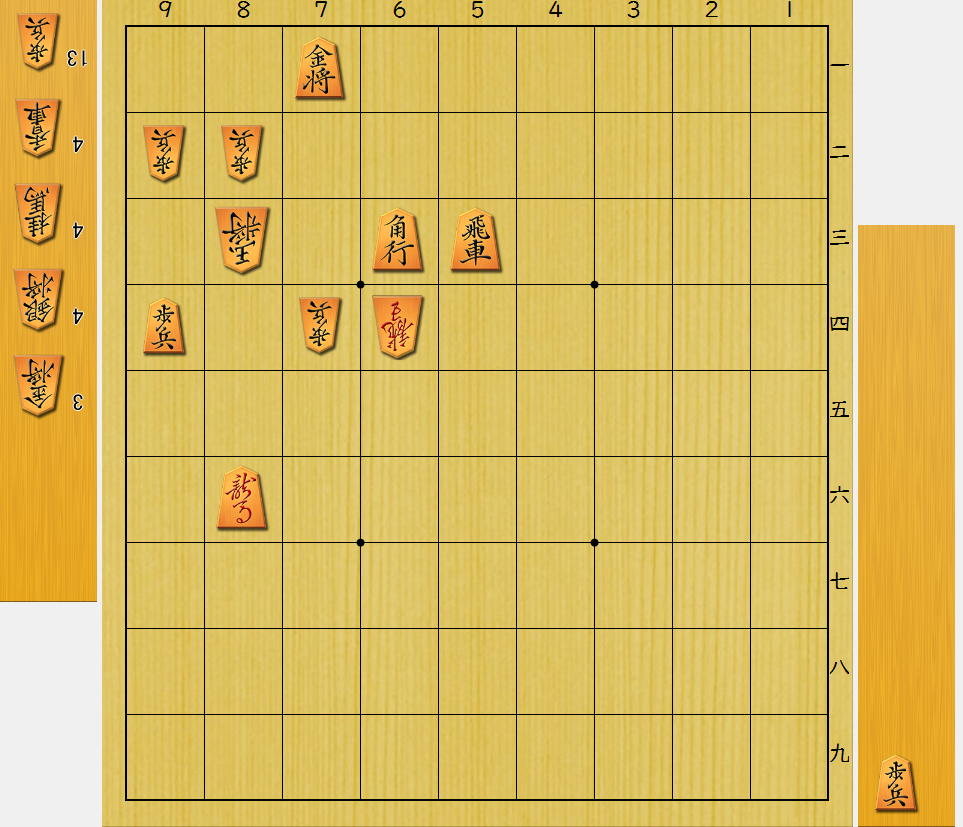 9 8 7 6 5 4 3 2 1
一
二
三
四
五
六
七
八
九
金将
歩兵 歩兵
玉将 角行 飛車
歩兵 歩兵 龍王
龍馬
歩兵 13
香車 4
桂馬 4
銀将 4
金将 3
歩兵